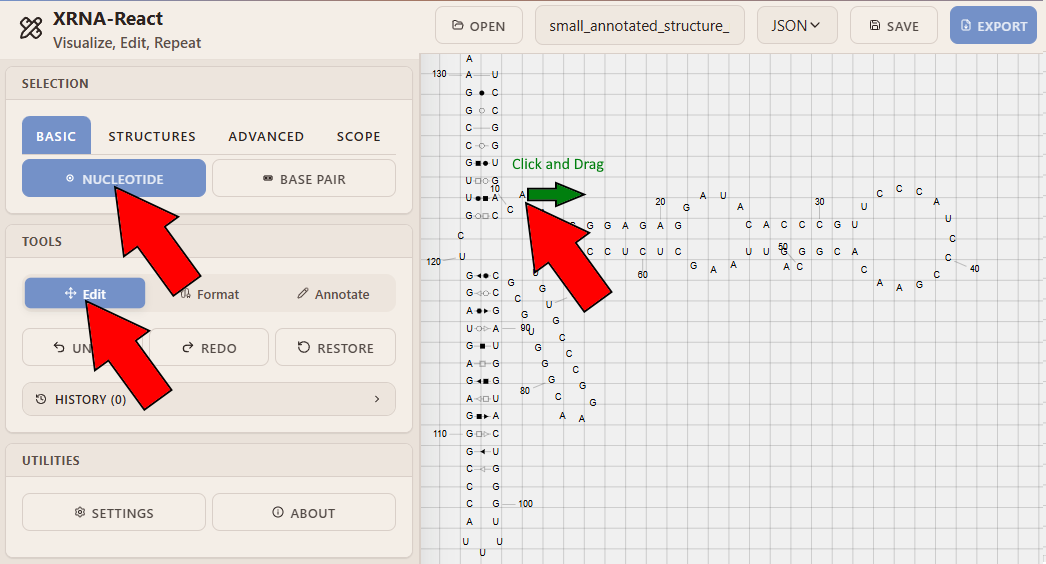 XRNA-React
Visualize, Edit, Repeat
OPEN
small_annotated_structure_
JSON
SAVE
EXPORT
SELECTION
BASIC STRUCTURES ADVANCED SCOPE
NUCLEOTIDE BASE PAIR
TOOLS
Edit Format Annotate
UN REDO RESTORE
HISTORY (0)
UTILITIES
SETTINGS ABOUT
A
130 A U
G C
G C
C G
C G
G U
Click and Drag
U G
10 A
U A
C
G C
C
U
120
G C
G C
A G
U A 90
G U
A G
G G
A U
G A
110 G C
G U
C G
C G
C G 100
A U
U U
U
20
G G A G A G
G A U A
30
C A C C C G U
U C C C A U C C C G A A
40
C C U C U C
60
G A A
U U G G G C A
50
A C
U G U G C C C G G A A C G G G U G C G
80